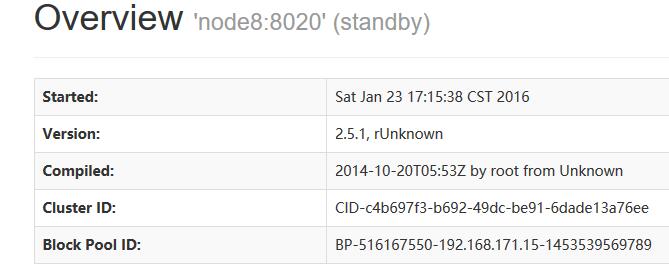 Overview 'node8:8020' (standby)
Started: Sat Jan 23 17:15:38 CST 2016
Version: 2.5.1, rUnknown
Compiled: 2014-10-20T05:53Z by root from Unknown
Cluster ID: CID-c4b697f3-b692-49dc-be91-6dade13a76ee
Block Pool ID: BP-516167550-192.168.171.15-1453539569789